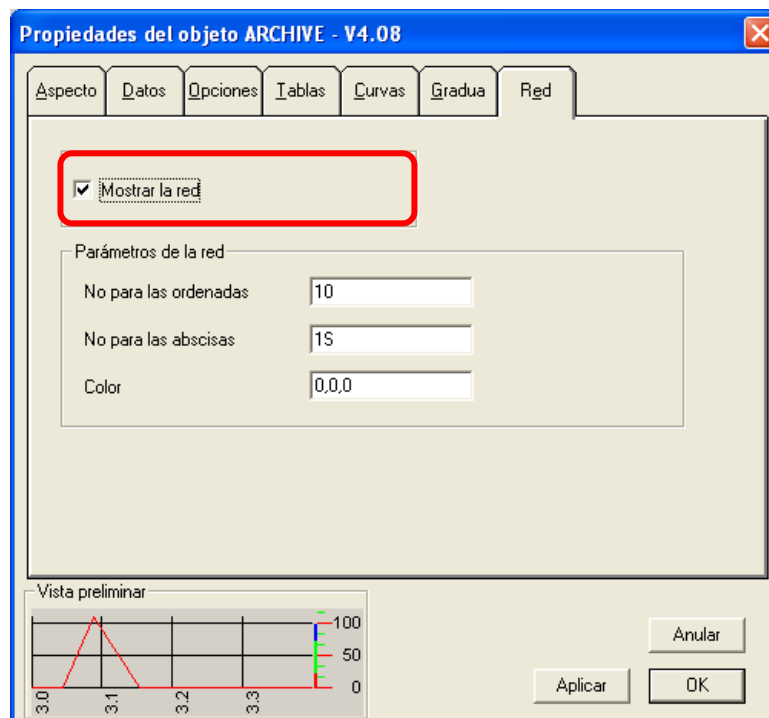 Propiedades del objeto ARCHIVE - V4.08
Aspecto Datos Opciones Tablas Curvas Gradua Red
Mostrar la red
Parámetros de la red
No para las ordenadas 10
No para las abscisas 1S
Color 0,0,0
Vista preliminar
100
50
0
3.0 3.1 3.2 3.3
Anular
Aplicar OK